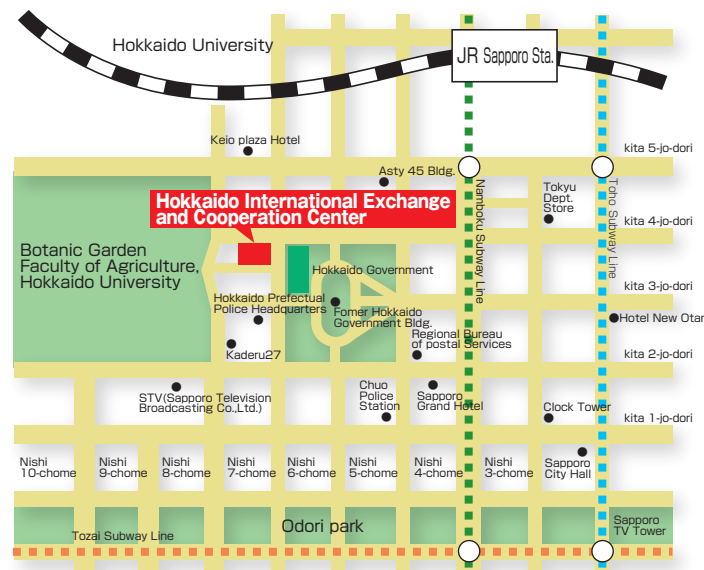 Hokkaido University
JR Sapporo Sta.
Keio plaza Hotel
kita 5-jo-dori
Asty 45 Bldg.
Hokkaido International Exchange
and Cooperation Center
Tokyu
Dept.
Store
Namboku Subway Line
Toho Subway Line
kita 4-jo-dori
Botanic Garden
Faculty of Agriculture,
Hokkaido University
Hokkaido Government
kita 3-jo-dori
Hokkaido Prefectual
Police Headquarters
Fomer Hokkaido
Government Bldg.
Hotel New Otar
Regional Bureau
of postal Services
Kaderu27
kita 2-jo-dori
STV(Sapporo Television
Broadcasting Co.,Ltd.)
Chuo
Police
Station
Sapporo
Grand Hotel
Clock Tower
kita 1-jo-dori
Nishi
10-chome
Nishi
9-chome
Nishi
8-chome
Nishi
7-chome
Nishi
6-chome
Nishi
5-chome
Nishi
4-chome
Nishi
3-chome
Sapporo
City Hall
Odori park
Sapporo
TV Tower
Tozai Subway Line